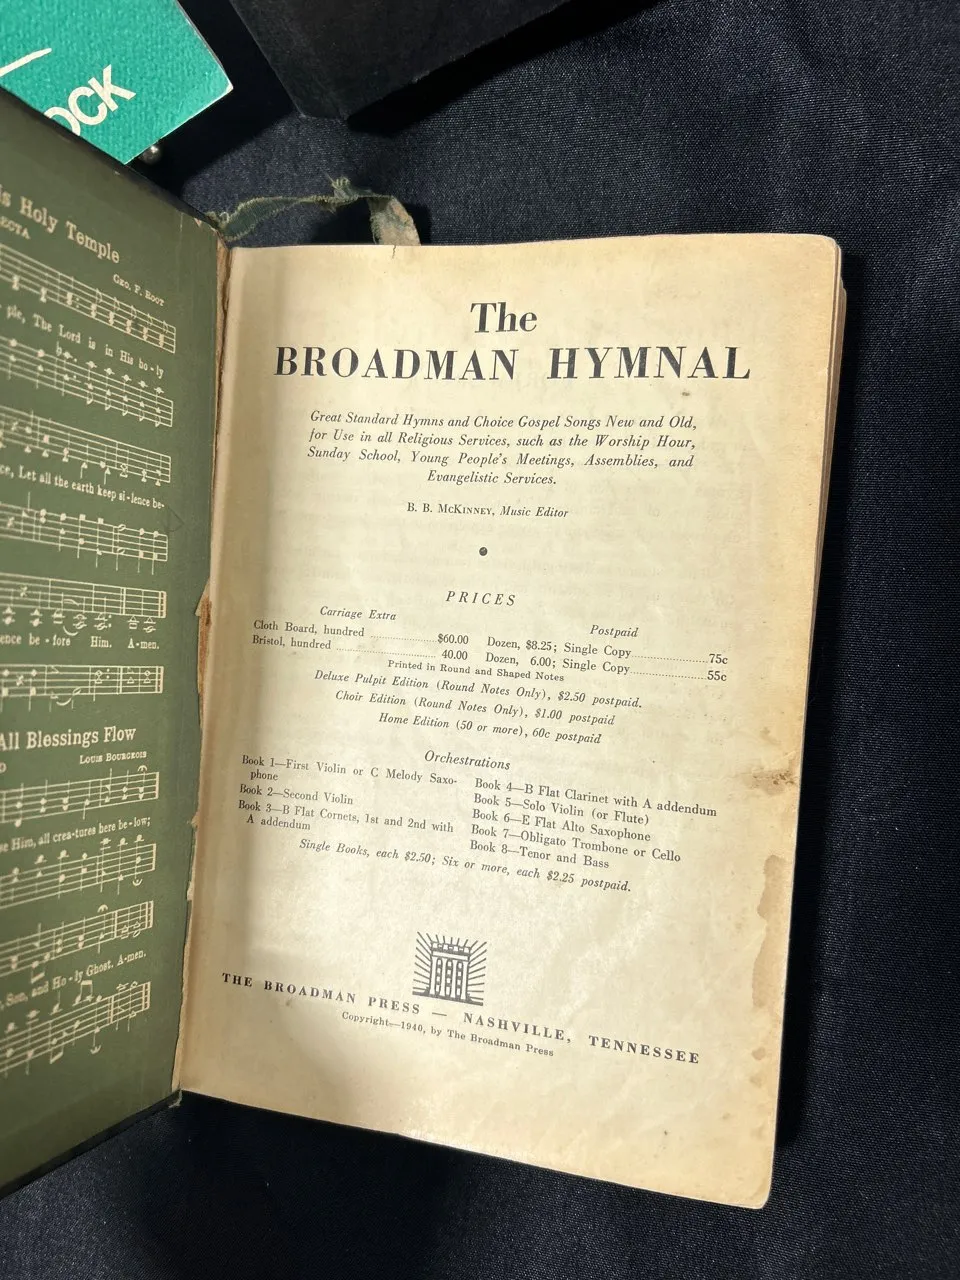 OCK
is Holy Temple
ECTA
GEO. F. ROOT
ple, The Lord is in His ho-ly
ce, Let all the earth keep si-lence be-
ence be-fore Him. A-men.
All Blessings Flow
LOUIS BOURGEOIS
se Him, all crea-tures here be-low;
Son, and Ho-ly Ghost. A-men.
The
BROADMAN HYMNAL
Great Standard Hymns and Choice Gospel Songs New and Old,
for Use in all Religious Services, such as the Worship Hour,
Sunday School, Young People's Meetings, Assemblies, and
Evangelistic Services.
B. B. MCKINNEY, Music Editor
PRICES
Carriage Extra
Postpaid
Cloth Board, hundred $60.00 Dozen, $8.25; Single Copy 75c
Bristol, hundred 40.00 Dozen, 6.00; Single Copy 55c
Printed in Round and Shaped Notes
Deluxe Pulpit Edition (Round Notes Only), $2.50 postpaid.
Choir Edition (Round Notes Only), $1.00 postpaid
Home Edition (50 or more), 60c postpaid
Orchestrations
Book 1—First Violin or C Melody Saxo-
phone
Book 2—Second Violin
Book 3—B Flat Cornets, 1st and 2nd with
A addendum
Book 4—B Flat Clarinet with A addendum
Book 5—Solo Violin (or Flute)
Book 6—E Flat Alto Saxophone
Book 7—Obligato Trombone or Cello
Book 8—Tenor and Bass
Single Books, each $2.50; Six or more, each $2.25 postpaid.
THE BROADMAN PRESS — NASHVILLE, TENNESSEE
Copyright—1940, by The Broadman Press